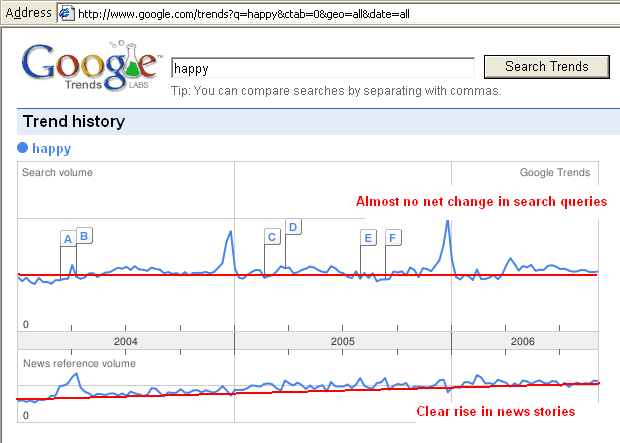 Address http://www.google.com/trends?q=happy&ctab=0&geo=all&date=all
Google™
Trends LABS
happy
Search Trends
Tip: You can compare searches by separating with commas.
Trend history
happy
Search volume
Google Trends
Almost no net change in search queries
A B C D E F
0
2004 2005 2006
News reference volume
0
Clear rise in news stories